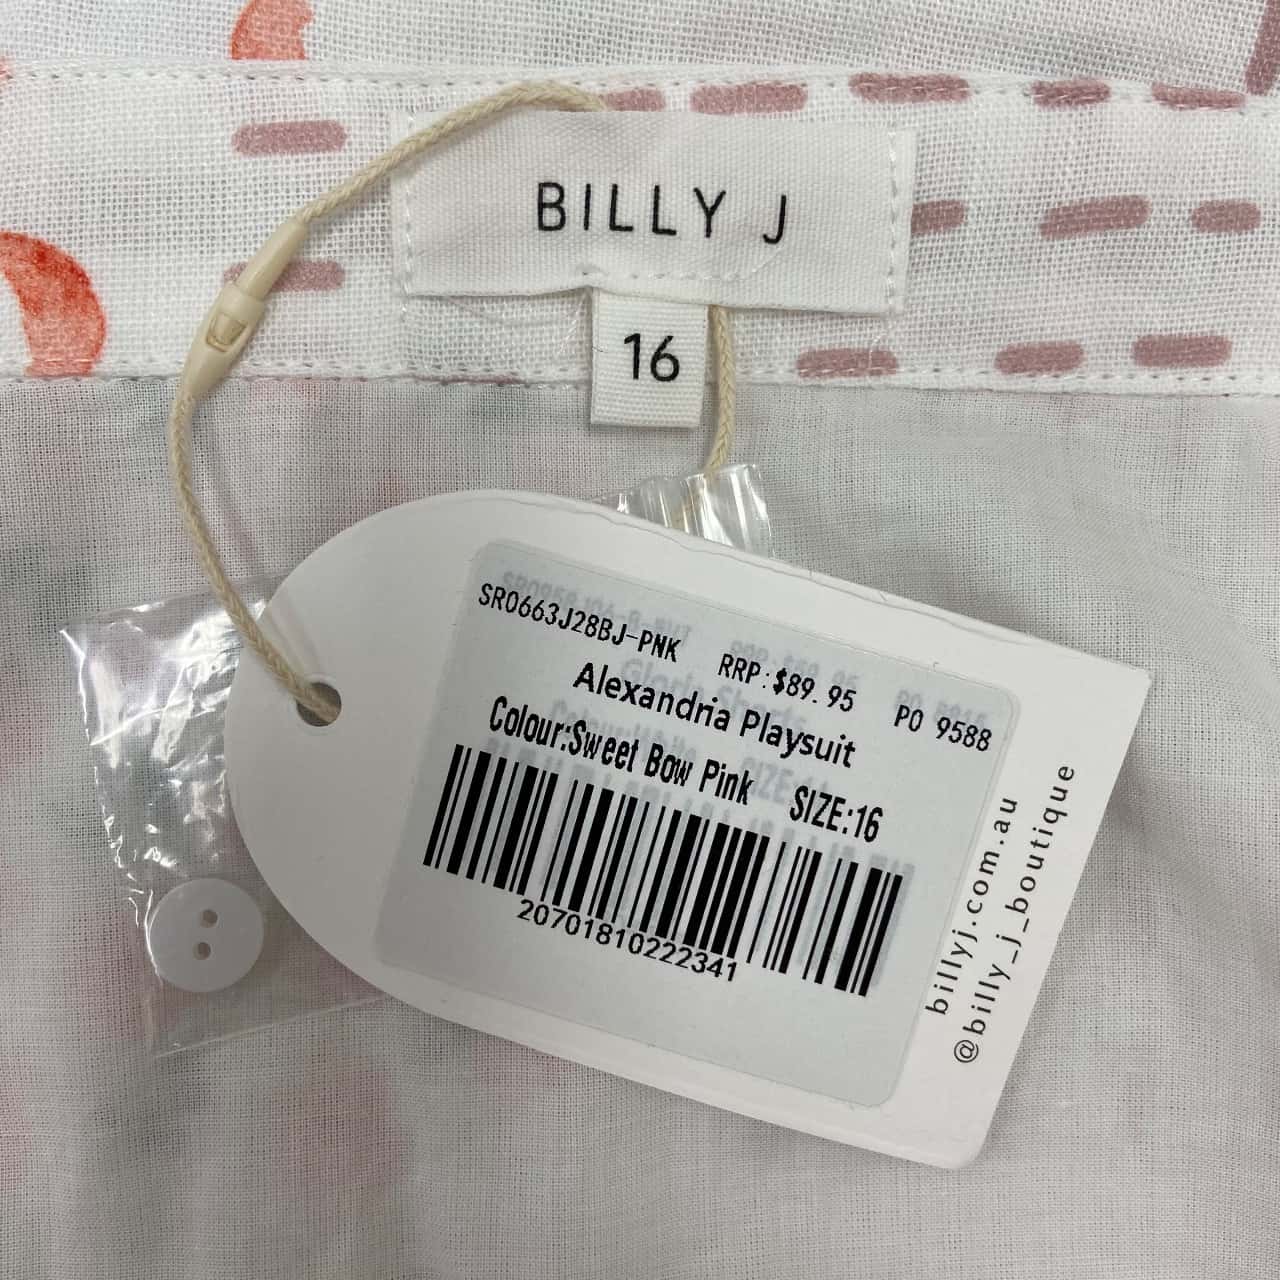 BILLY J
16
SR0663J28BJ-PNK RRP:$89.95 PO 9588
Alexandria Playsuit
Colour:Sweet Bow Pink SIZE:16
20701810222341
billyj.com.au
@billy_j_boutique